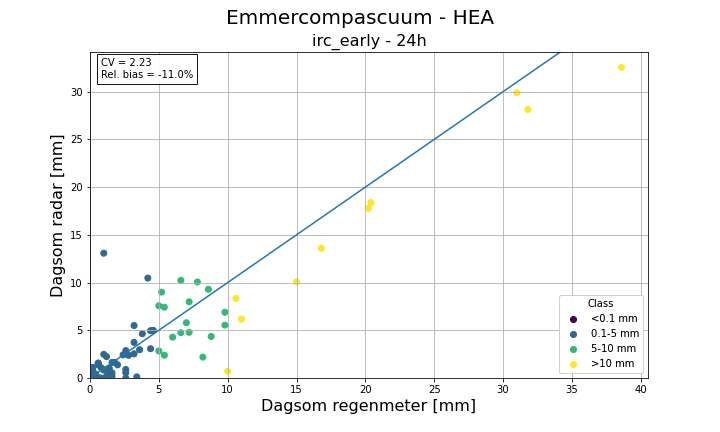 Emmercompascuum - HEA
irc_early - 24h
CV = 2.23
Rel. bias = -11.0%
Dagsom radar [mm]
30
25
20
15
10
5
0
Class
<0.1 mm
0.1-5 mm
5-10 mm
>10 mm
0 5 10 15 20 25 30 35 40
Dagsom regenmeter [mm]